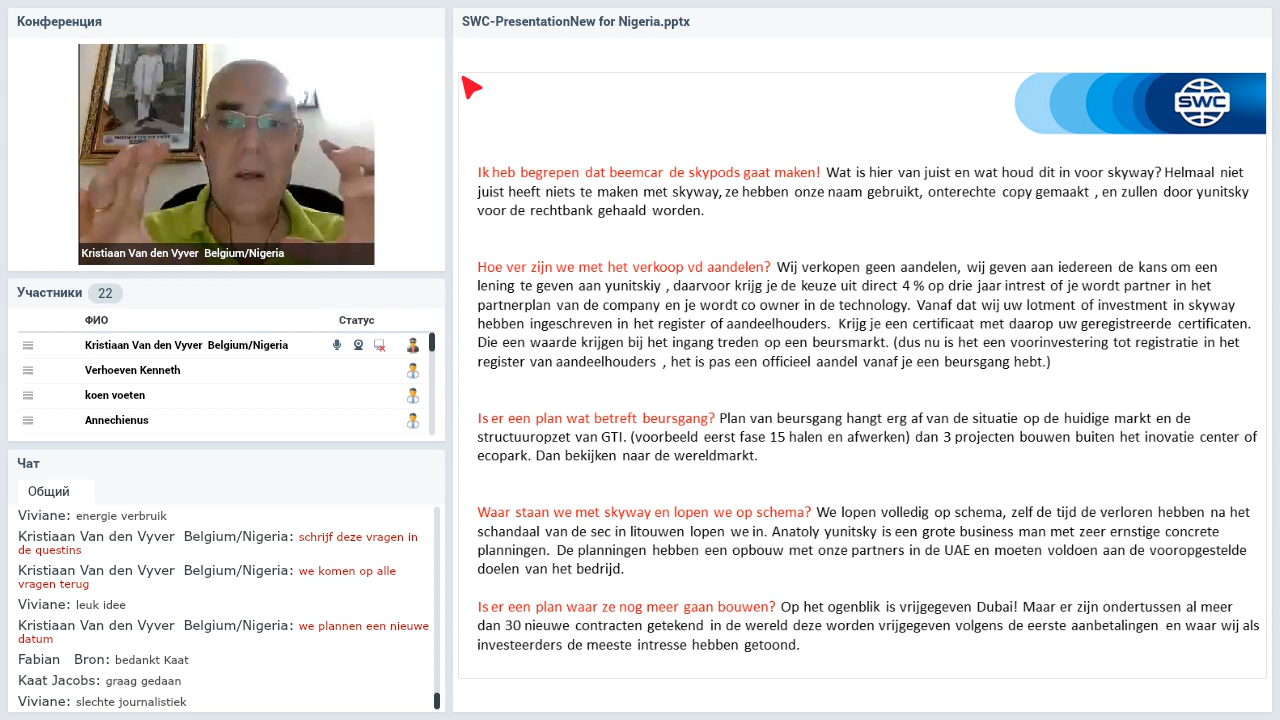 Конференция
Kristiaan Van den Vyver Belgium/Nigeria
Участники 22
ФИО Статус
Kristiaan Van den Vyver Belgium/Nigeria
Verhoeven Kenneth
koen voeten
Annechienus
Чат
Общий
Viviane: energie verbruik
Kristiaan Van den Vyver Belgium/Nigeria: schrijf deze vragen in
de questins
Kristiaan Van den Vyver Belgium/Nigeria: we komen op alle
vragen terug
Viviane: leuk idee
Kristiaan Van den Vyver Belgium/Nigeria: we plannen een nieuwe
datum
Fabian Bron: bedankt Kaat
Kaat Jacobs: graag gedaan
Viviane: slechte journalistiek
SWC-PresentationNew for Nigeria.pptx
SWC
Ik heb begrepen dat beemcar de skypods gaat maken! Wat is hier van juist en wat houd dit in voor skyway? Helmaal niet
juist heeft niets te maken met skyway, ze hebben onze naam gebruikt, onterechte copy gemaakt , en zullen door yunitsky
voor de rechtbank gehaald worden.
Hoe ver zijn we met het verkoop vd aandelen? Wij verkopen geen aandelen, wij geven aan iedereen de kans om een
lening te geven aan yunitskiy , daarvoor krijg je de keuze uit direct 4 % op drie jaar intrest of je wordt partner in het
partnerplan van de company en je wordt co owner in de technology. Vanaf dat wij uw lotment of investment in skyway
hebben ingeschreven in het register of aandeelhouders. Krijg je een certificaat met daarop uw geregistreerde certificaten.
Die een waarde krijgen bij het ingang treden op een beursmarkt. (dus nu is het een voorinvestering tot registratie in het
register van aandeelhouders , het is pas een officieel aandel vanaf je een beursgang hebt.)
Is er een plan wat betreft beursgang? Plan van beursgang hangt erg af van de situatie op de huidige markt en de
structuuropzet van GTI. (voorbeeld eerst fase 15 halen en afwerken) dan 3 projecten bouwen buiten het inovatie center of
ecopark. Dan bekijken naar de wereldmarkt.
Waar staan we met skyway en lopen we op schema? We lopen volledig op schema, zelf de tijd de verloren hebben na het
schandaal van de sec in litouwen lopen we in. Anatoly yunitsky is een grote business man met zeer ernstige concrete
planningen. De planningen hebben een opbouw met onze partners in de UAE en moeten voldoen aan de vooropgestelde
doelen van het bedrijd.
Is er een plan waar ze nog meer gaan bouwen? Op het ogenblik is vrijgegeven Dubai! Maar er zijn ondertussen al meer
dan 30 nieuwe contracten getekend in de wereld deze worden vrijgegeven volgens de eerste aanbetalingen en waar wij als
investeerders de meeste intresse hebben getoond.